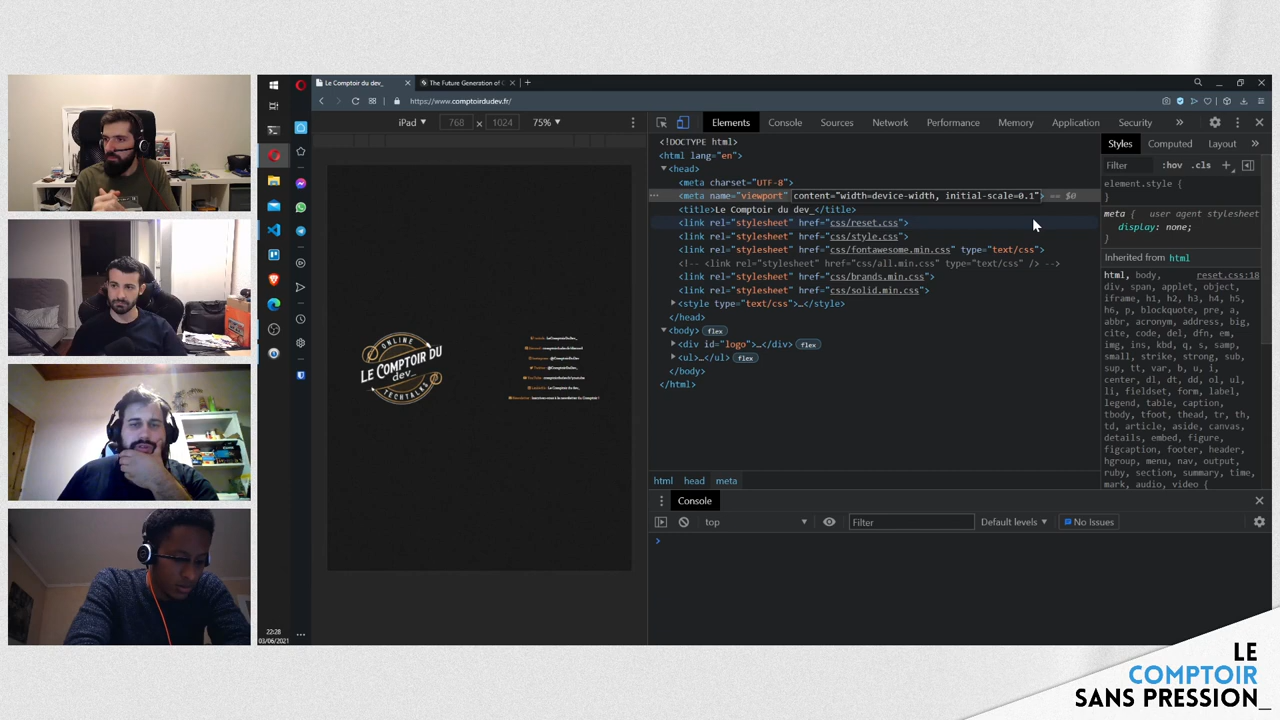 Le Comptoir du dev_
The Future Generation of
https://www.comptoirdudev.fr/
iPad ▼ 768 × 1024 75% ▼
Elements Console Sources Network Performance Memory Application Security »
<!DOCTYPE html>
<html lang="en">
<head>
<meta charset="UTF-8">
<meta name="viewport" content="width=device-width, initial-scale=0.1"> == $0
<title>Le Comptoir du dev_</title>
<link rel="stylesheet" href="css/reset.css">
<link rel="stylesheet" href="css/style.css">
<link rel="stylesheet" href="css/fontawesome.min.css" type="text/css">
<!-- <link rel="stylesheet" href="css/all.min.css" type="text/css" /> -->
<link rel="stylesheet" href="css/brands.min.css">
<link rel="stylesheet" href="css/solid.min.css">
<style type="text/css">…</style>
</head>
<body> flex
<div id="logo">…</div> flex
<ul>…</ul> flex
</body>
</html>
html head meta
Styles Computed Layout »
Filter :hov .cls +
element.style {
}
meta { user agent stylesheet
display: none;
}
Inherited from html
html, body, reset.css:18
div, span, applet, object,
iframe, h1, h2, h3, h4, h5,
h6, p, blockquote, pre, a,
abbr, acronym, address, big,
cite, code, del, dfn, em,
img, ins, kbd, q, s, samp,
small, strike, strong, sub,
sup, tt, var, b, u, i,
center, dl, dt, dd, ol, ul,
li, fieldset, form, label,
legend, table, caption,
tbody, tfoot, thead, tr, th,
td, article, aside, canvas,
details, embed, figure,
figcaption, footer, header,
hgroup, menu, nav, output,
ruby, section, summary, time,
mark, audio, video {
Console
top ▼ Filter Default levels ▼ No Issues
>
ONLINE
LE COMPTOIR DU
dev_
TECHTALKS
22:28
03/06/2021
LE
COMPTOIR
SANS PRESSION_